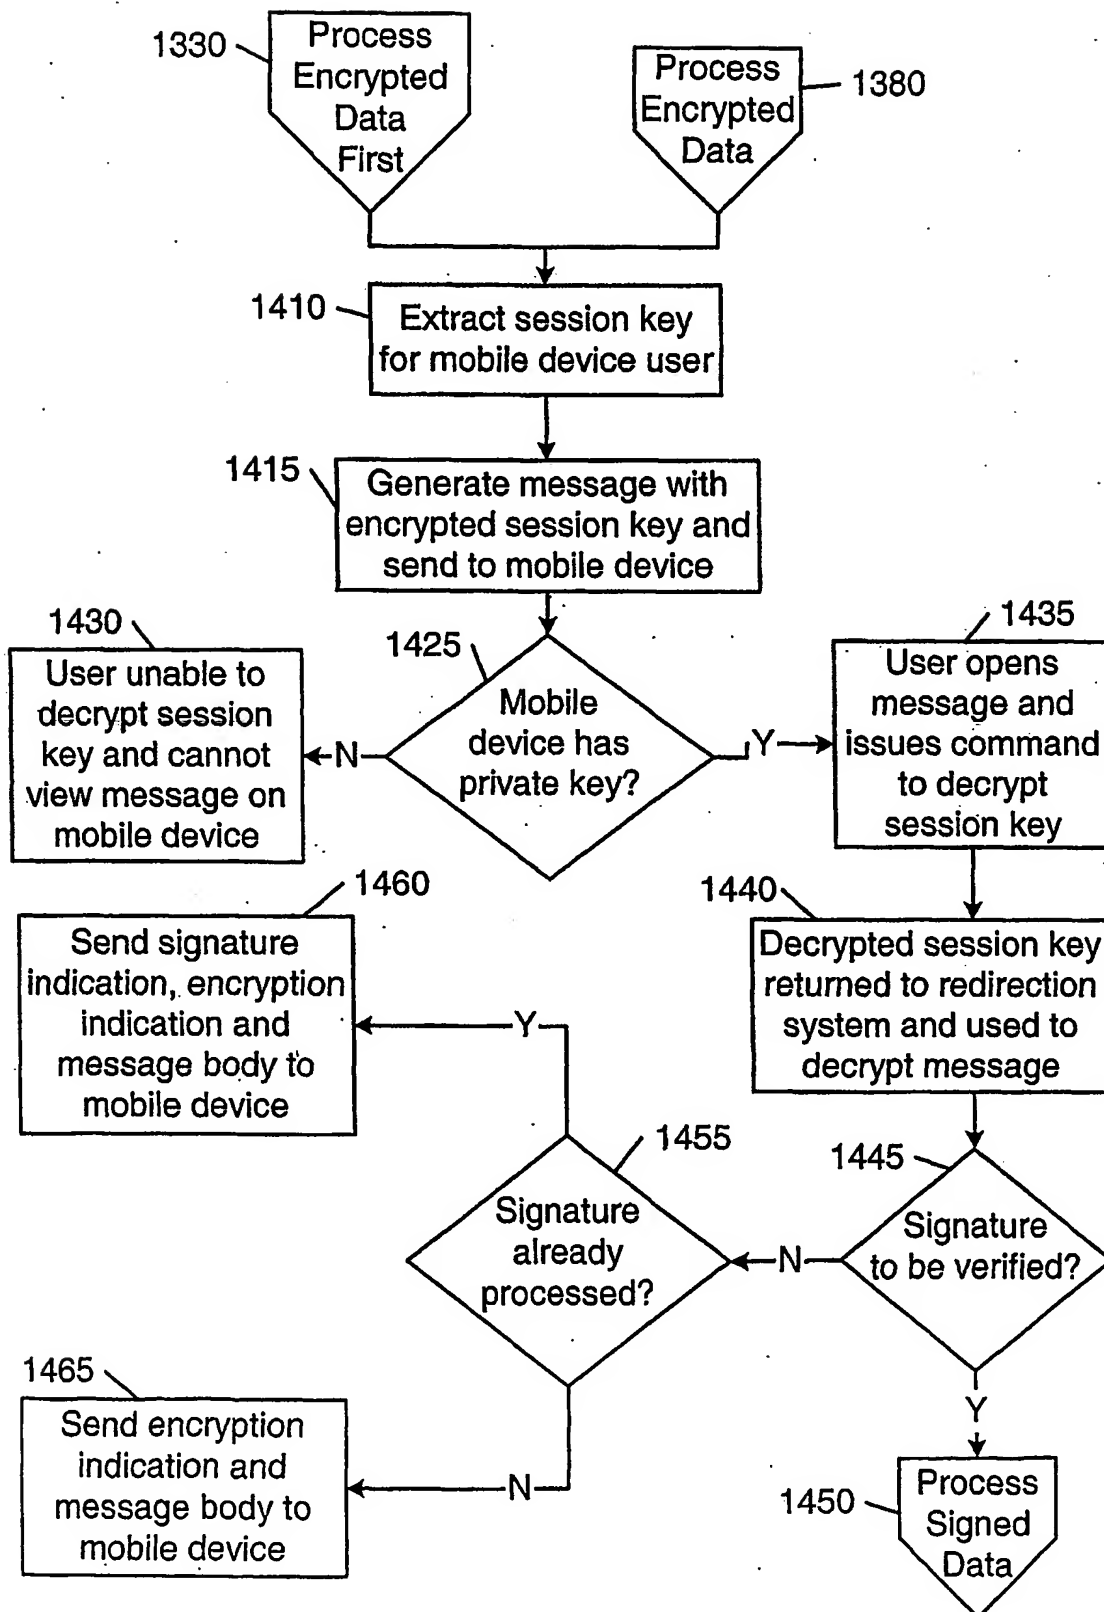 1330
Process
Encrypted
Data
First
Process
Encrypted
Data
1380
1410
Extract session key
for mobile device user
1415
Generate message with
encrypted session key and
send to mobile device
1430
User unable to
decrypt session
key and cannot
view message on
mobile device
N
1425
Mobile
device has
private key?
Y
1435
User opens
message and
issues command
to decrypt
session key
1440
Decrypted session key
returned to redirection
system and used to
decrypt message
1460
Send signature
indication, encryption
indication and
message body to
mobile device
Y
1455
Signature
already
processed?
N
1445
Signature
to be verified?
Y
1465
Send encryption
indication and
message body to
mobile device
N
1450
Process
Signed
Data